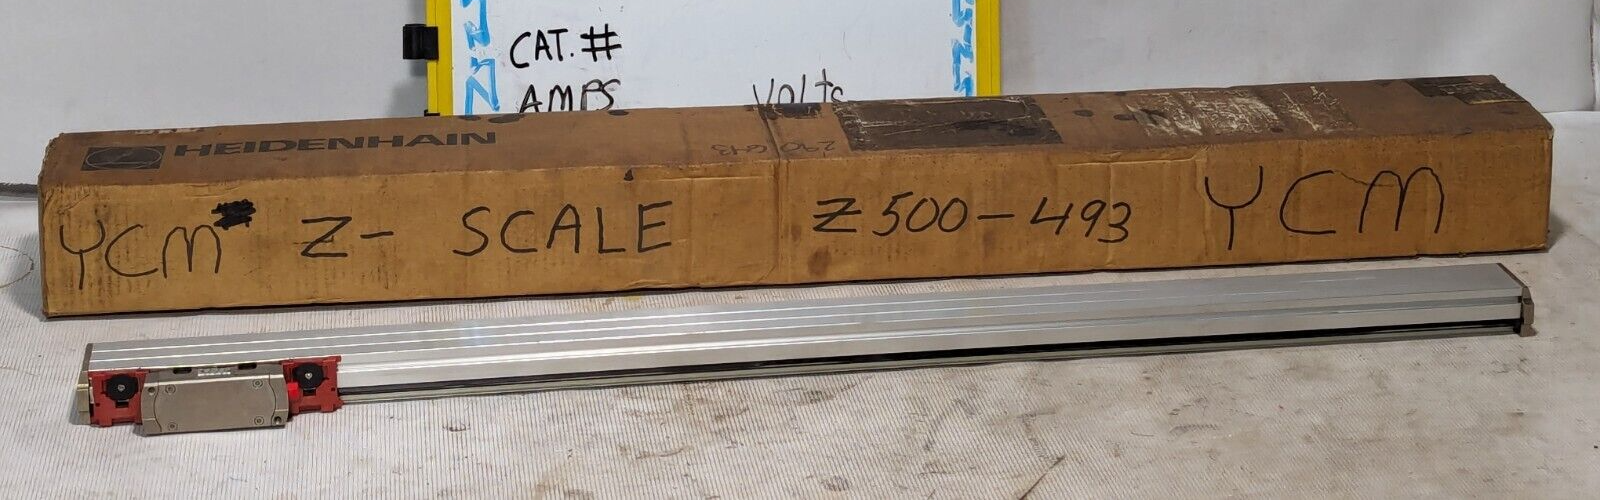 CAT. #
AMPS Volts
HEIDENHAIN
YCM Z- SCALE Z500-493 YCM